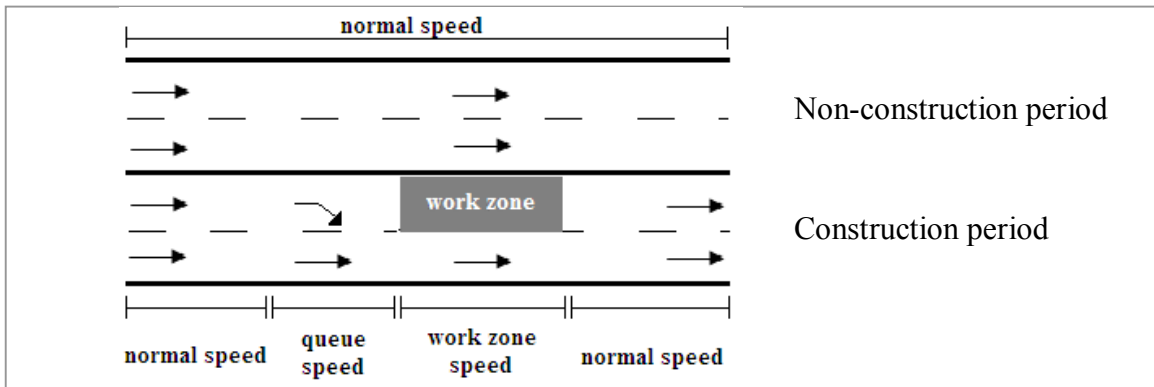 normal speed
Non-construction period
work zone
Construction period
normal speed
queue speed
work zone speed
normal speed